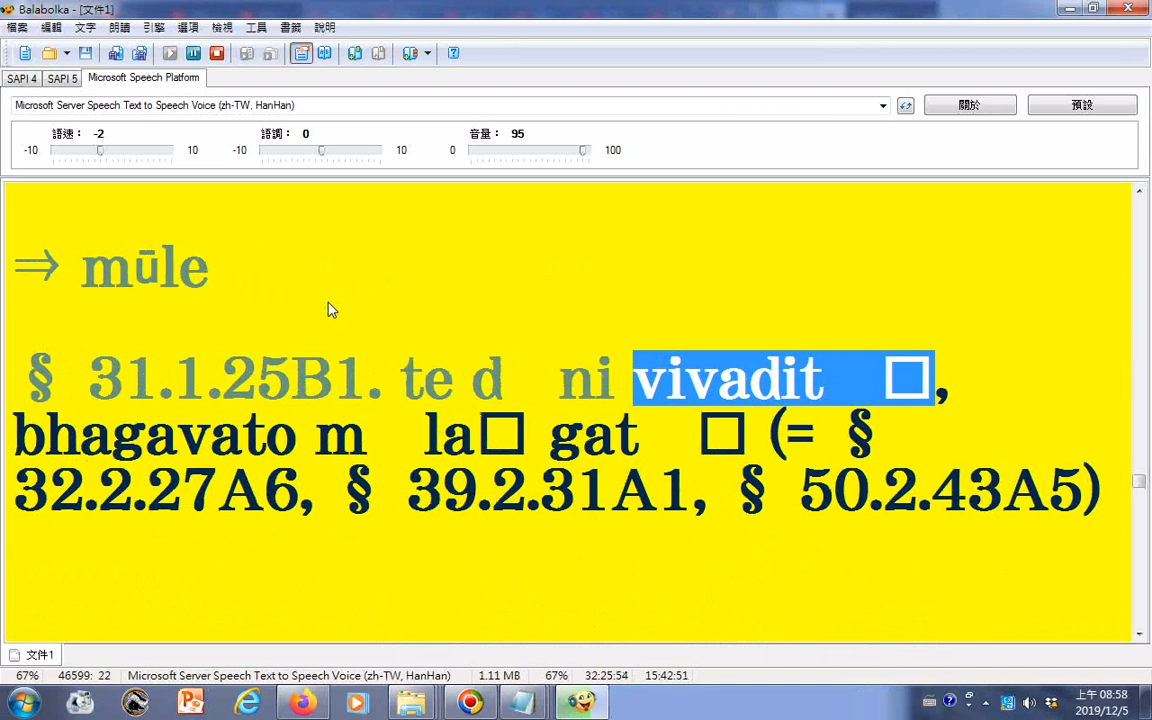 Balabolka - [文件1]
檔案 編輯 文字 朗讀 引擎 選項 檢視 工具 書籤 說明
SAPI 4 SAPI 5 Microsoft Speech Platform
Microsoft Server Speech Text to Speech Voice (zh-TW, HanHan) 關於 預設
語速： -2 語調： 0 音量： 95
-10 10 -10 10 0 100
⇒ mūle
§ 31.1.25B1. te d ni vivadit □,
bhagavato m la□ gat □ (= §
32.2.27A6, § 39.2.31A1, § 50.2.43A5)
文件1
67% 46599: 22 Microsoft Server Speech Text to Speech Voice (zh-TW, HanHan) 1.11 MB 67% 32:25:54 15:42:51
上午 08:58
2019/12/5